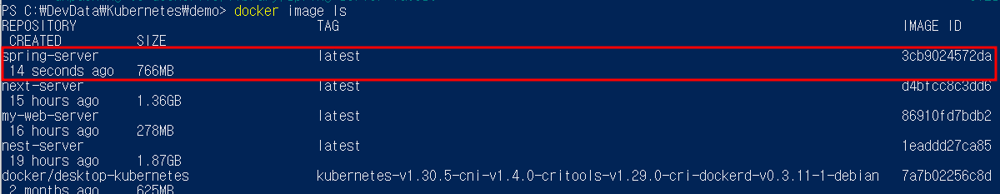 PS C:\DevData\Kubernetes\demo> docker image ls
REPOSITORY TAG IMAGE ID
CREATED SIZE
spring-server latest 3cb9024572da
14 seconds ago 766MB
next-server latest d4bfcc8c3dd6
15 hours ago 1.36GB
my-web-server latest 86910fd7bdb2
16 hours ago 278MB
nest-server latest 1eaddd27ca85
19 hours ago 1.87GB
docker/desktop-kubernetes kubernetes-v1.30.5-cni-v1.4.0-critools-v1.29.0-cri-dockerd-v0.3.11-1-debian 7a7b02256c8d
2 months ago 625MB